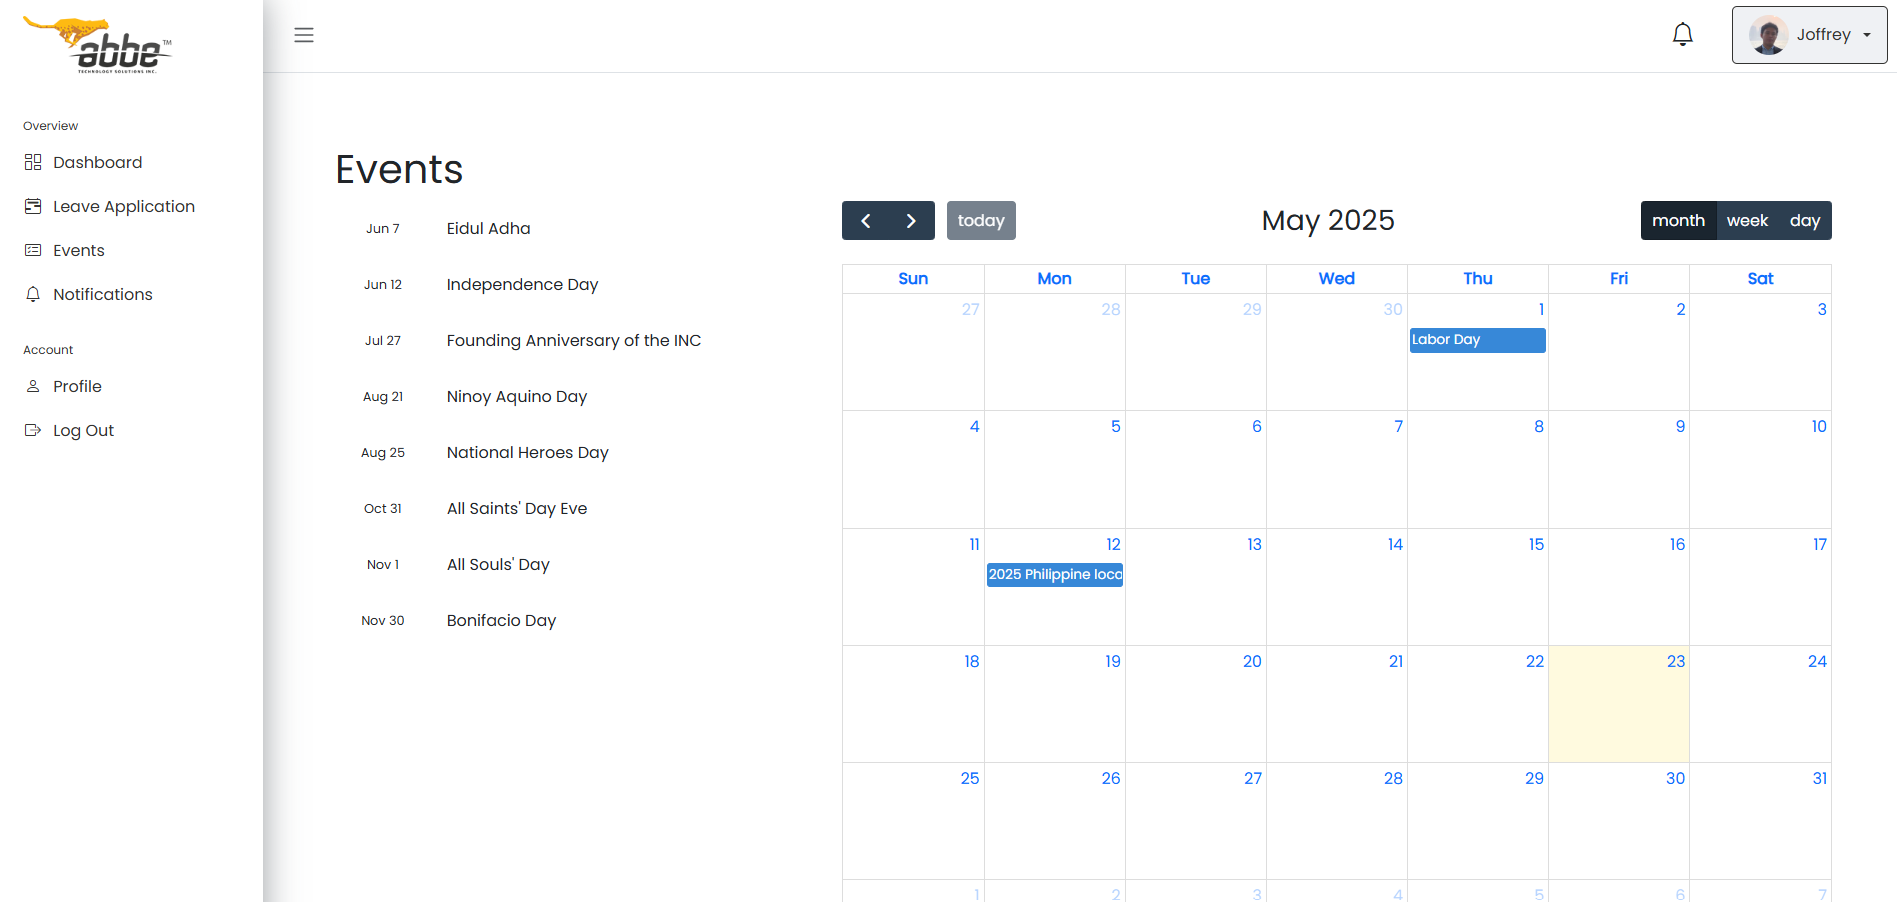 abbe™
TECHNOLOGY SOLUTIONS INC.
Joffrey
Overview
Dashboard
Leave Application
Events
Notifications
Account
Profile
Log Out
Events
Jun 7 Eidul Adha
Jun 12 Independence Day
Jul 27 Founding Anniversary of the INC
Aug 21 Ninoy Aquino Day
Aug 25 National Heroes Day
Oct 31 All Saints' Day Eve
Nov 1 All Souls' Day
Nov 30 Bonifacio Day
today May 2025 month week day
Sun Mon Tue Wed Thu Fri Sat
27 28 29 30 1 2 3
Labor Day
4 5 6 7 8 9 10
11 12 13 14 15 16 17
2025 Philippine loca
18 19 20 21 22 23 24
25 26 27 28 29 30 31
1 2 3 4 5 6 7